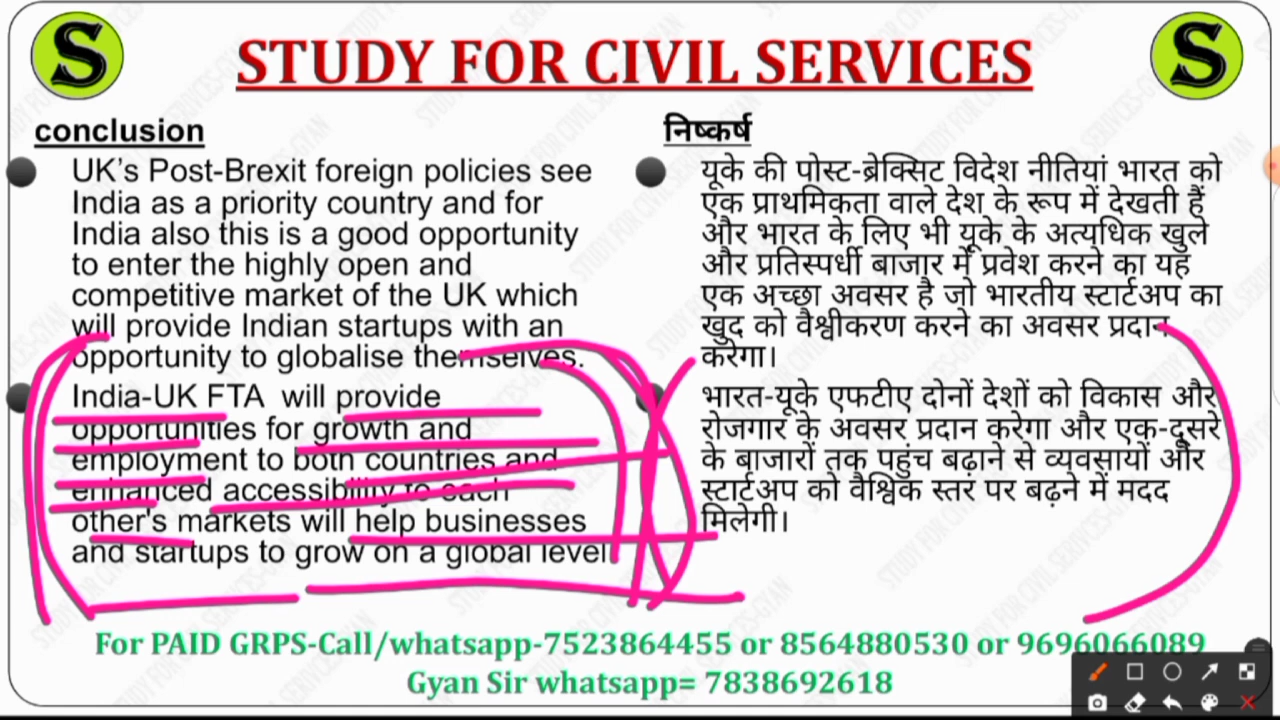 S
STUDY FOR CIVIL SERVICES
S
conclusion
UK's Post-Brexit foreign policies see
India as a priority country and for
India also this is a good opportunity
to enter the highly open and
competitive market of the UK which
will provide Indian startups with an
opportunity to globalise themselves.
India-UK FTA will provide
opportunities for growth and
employment to both countries and
enhanced accessibility to each
other's markets will help businesses
and startups to grow on a global level.
निष्कर्ष
यूके की पोस्ट-ब्रेक्सिट विदेश नीतियां भारत को
एक प्राथमिकता वाले देश के रूप में देखती हैं
और भारत के लिए भी यूके के अत्यधिक खुले
और प्रतिस्पर्धी बाजार में प्रवेश करने का यह
एक अच्छा अवसर है जो भारतीय स्टार्टअप का
खुद को वैश्वीकरण करने का अवसर प्रदान
करेगा।
भारत-यूके एफटीए दोनों देशों को विकास और
रोजगार के अवसर प्रदान करेगा और एक-दूसरे
के बाजारों तक पहुंच बढ़ाने से व्यवसायों और
स्टार्टअप को वैश्विक स्तर पर बढ़ने में मदद
मिलेगी।
For PAID GRPS-Call/whatsapp-7523864455 or 8564880530 or 9696066089
Gyan Sir whatsapp= 7838692618